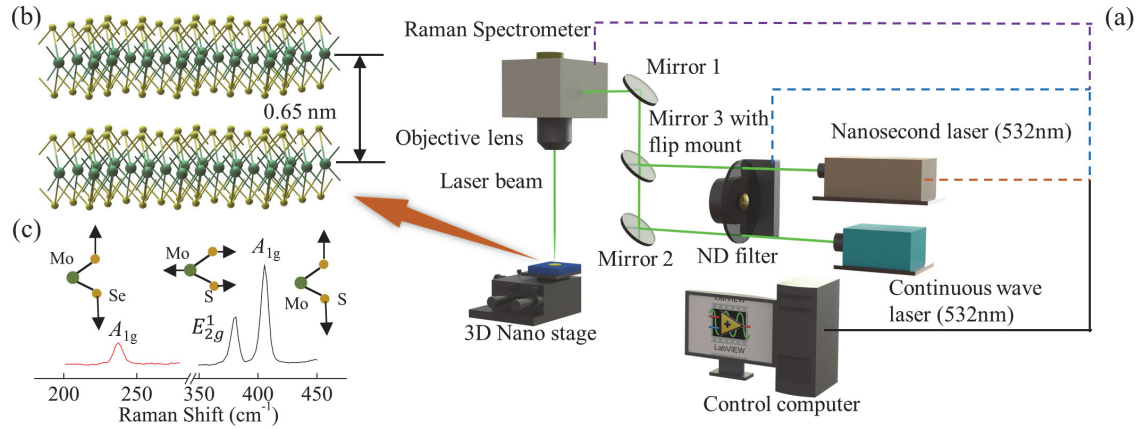 (b)
(a)
Raman Spectrometer
Mirror 1
0.65 nm
Mirror 3 with
flip mount
Nanosecond laser (532nm)
Objective lens
Laser beam
(c)
Mo
Se
A1g
Mo
S
E12g
A1g
Mo
S
Mirror 2
ND filter
Continuous wave
laser (532nm)
3D Nano stage
LabVIEW
LabVIEW
Control computer
200 250 350 400 450
Raman Shift (cm-1)